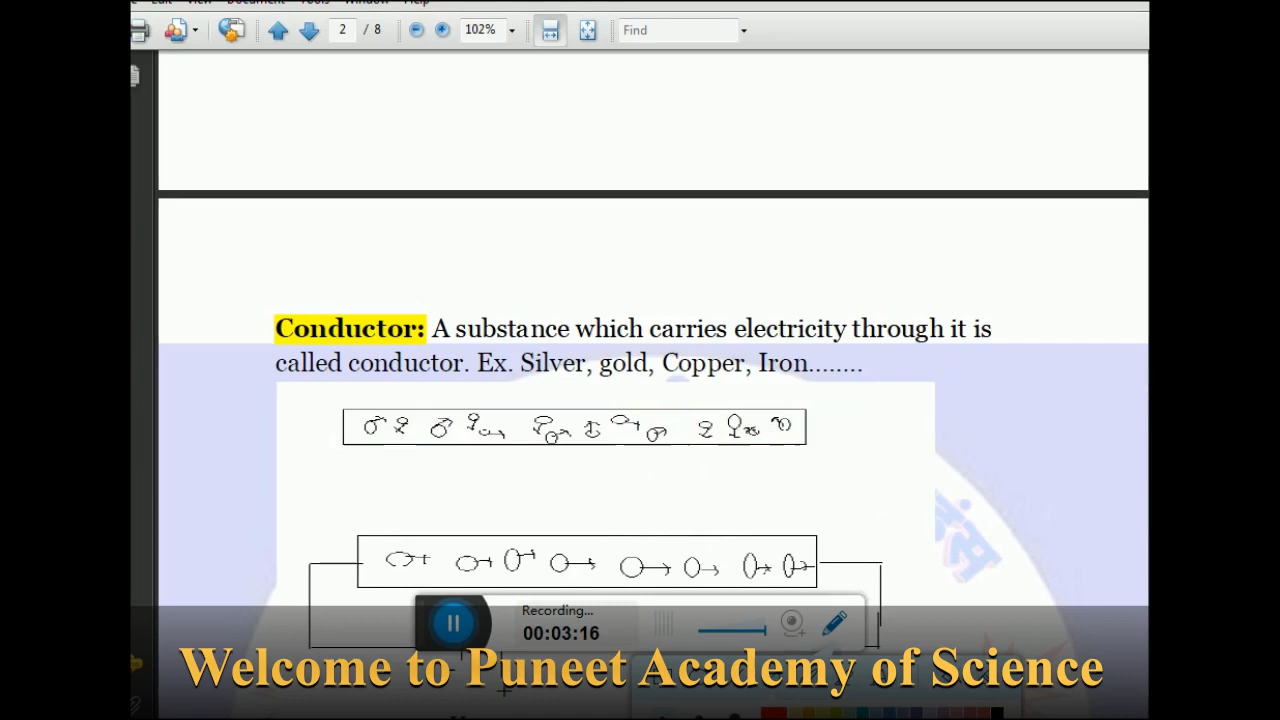 2 / 8 102% Find
Conductor: A substance which carries electricity through it is
called conductor. Ex. Silver, gold, Copper, Iron........
Recording...
00:03:16
Welcome to Puneet Academy of Science